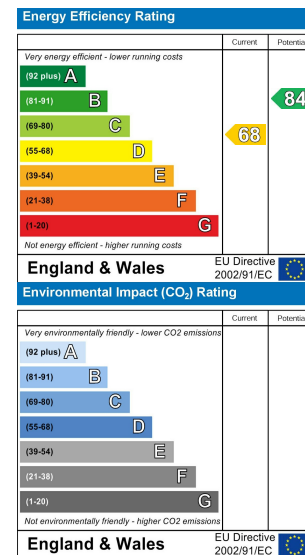 Energy Efficiency Rating
Current Potentia
Very energy efficient - lower running costs
(92 plus) A
(81-91) B
84
(69-80) C
68
(55-68) D
(39-54) E
(21-38) F
(1-20) G
Not energy efficient - higher running costs
England & Wales
EU Directive
2002/91/EC
Environmental Impact (CO₂) Rating
Current Potentia
Very environmentally friendly - lower CO2 emissions
(92 plus) A
(81-91) B
(69-80) C
(55-68) D
(39-54) E
(21-38) F
(1-20) G
Not environmentally friendly - higher CO2 emissions
England & Wales
EU Directive
2002/91/EC